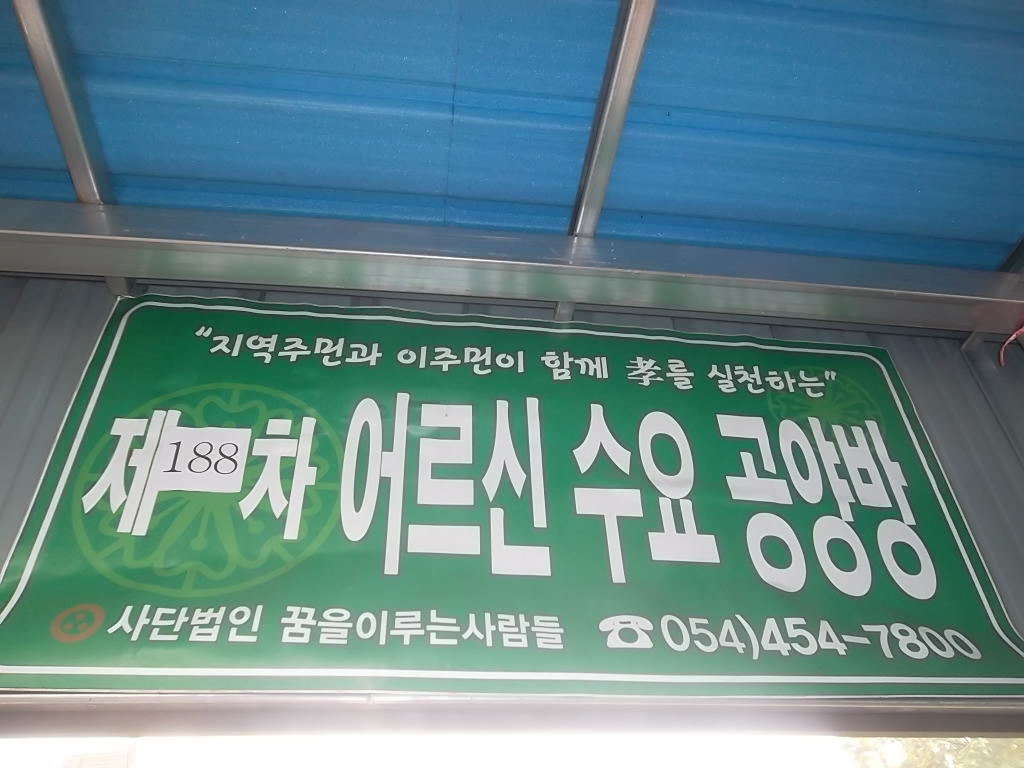 "지역주민과 이주민이 함께 孝를 실천하는"
제188차 어르신 수요 공양방
사단법인 꿈을이루는사람들 ☎054)454-7800